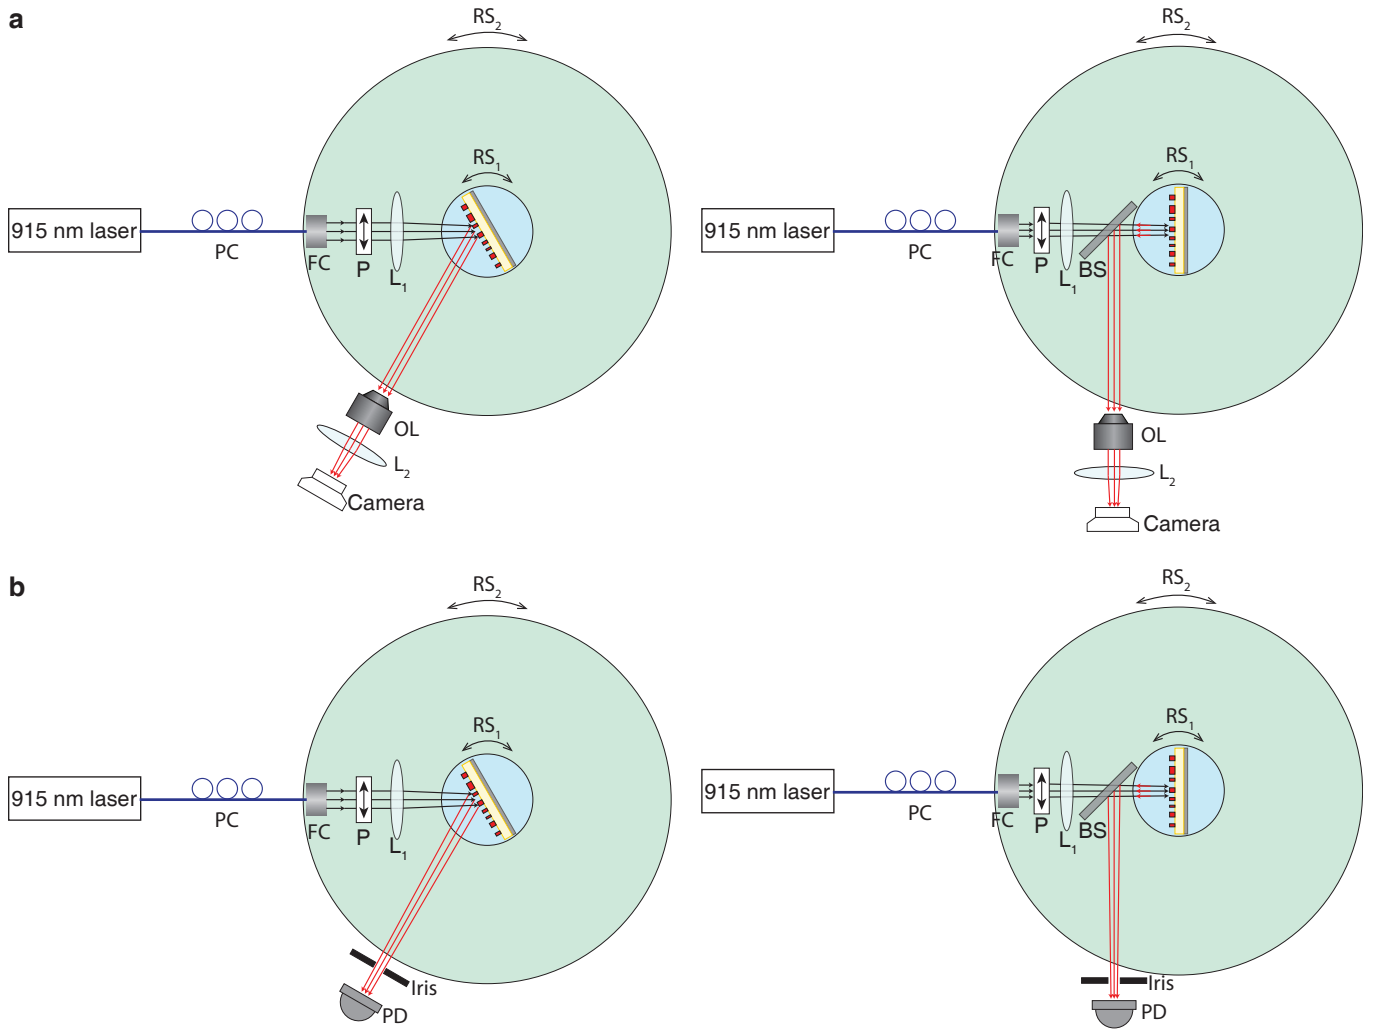 a
RS2
RS1
915 nm laser
PC
FC
P
L1
OL
L2
Camera
RS2
RS1
915 nm laser
PC
FC
P
L1
BS
OL
L2
Camera
b
RS2
RS1
915 nm laser
PC
FC
P
L1
Iris
PD
RS2
RS1
915 nm laser
PC
FC
P
L1
BS
Iris
PD